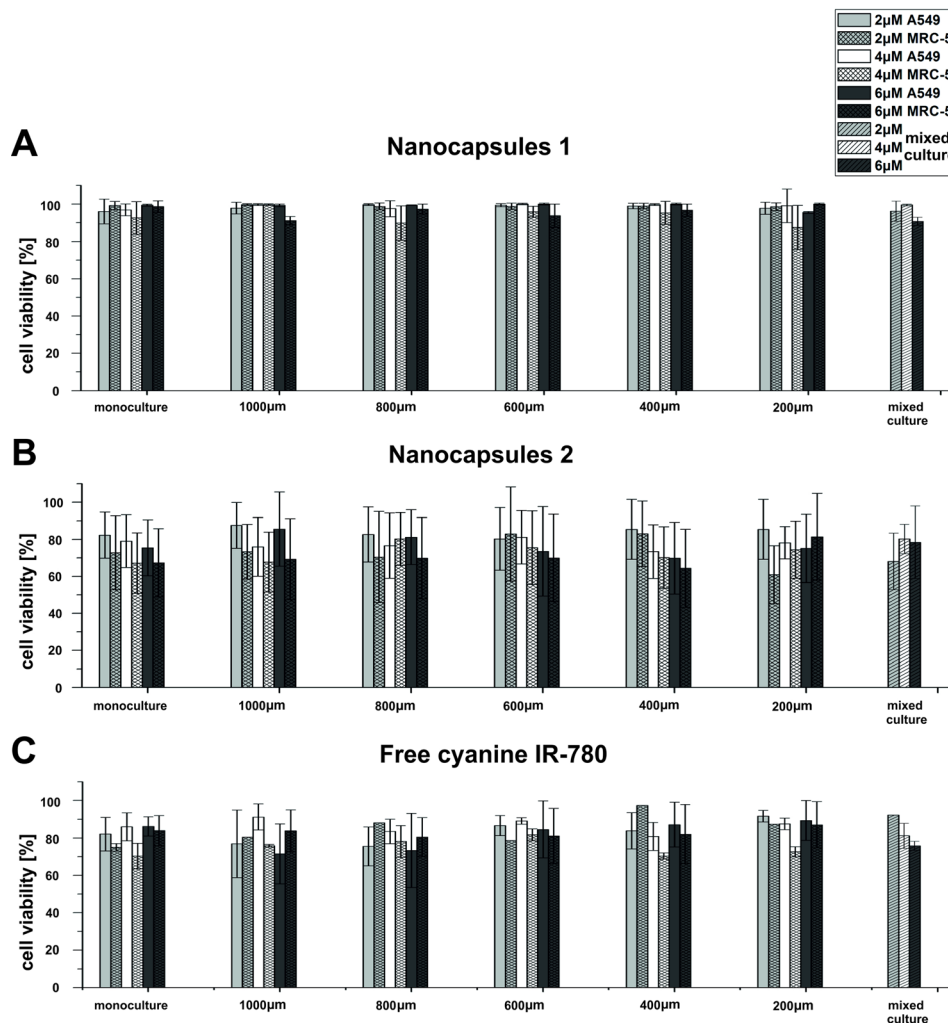 2µM A549
2µM MRC-5
4µM A549
4µM MRC-5
6µM A549
6µM MRC-5
2µM
4µM
6µM
mixed
culture
A
Nanocapsules 1
cell viability [%]
100
80
60
40
20
0
monoculture
1000µm
800µm
600µm
400µm
200µm
mixed
culture
B
Nanocapsules 2
cell viability [%]
100
80
60
40
20
0
monoculture
1000µm
800µm
600µm
400µm
200µm
mixed
culture
C
Free cyanine IR-780
cell viability [%]
100
80
60
40
20
0
monoculture
1000µm
800µm
600µm
400µm
200µm
mixed
culture